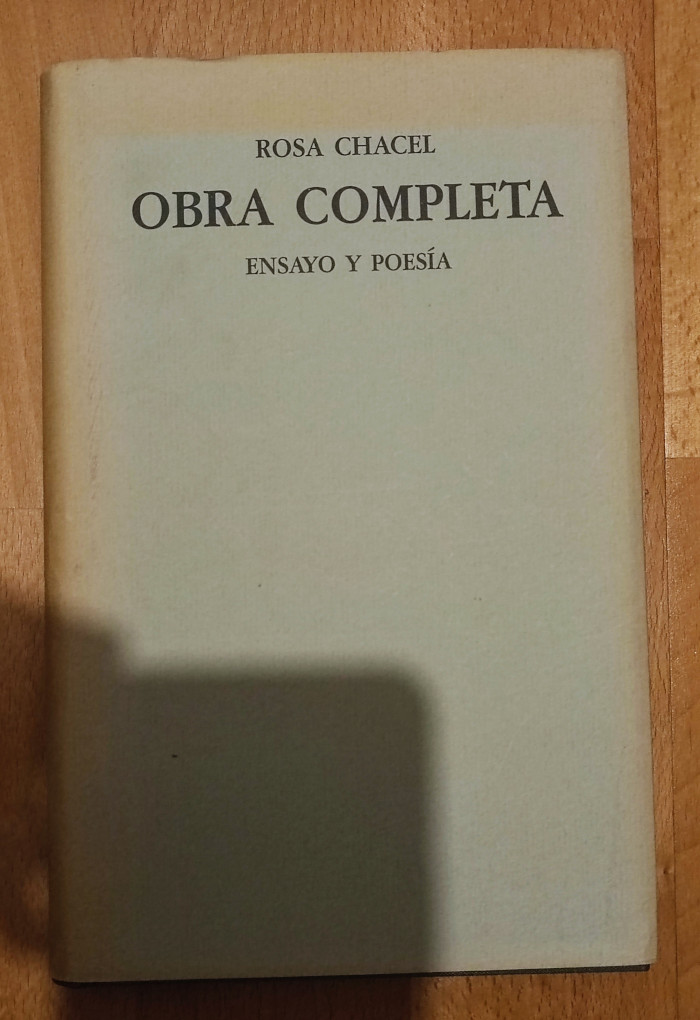 ROSA CHACEL
OBRA COMPLETA
ENSAYO Y POESÍA